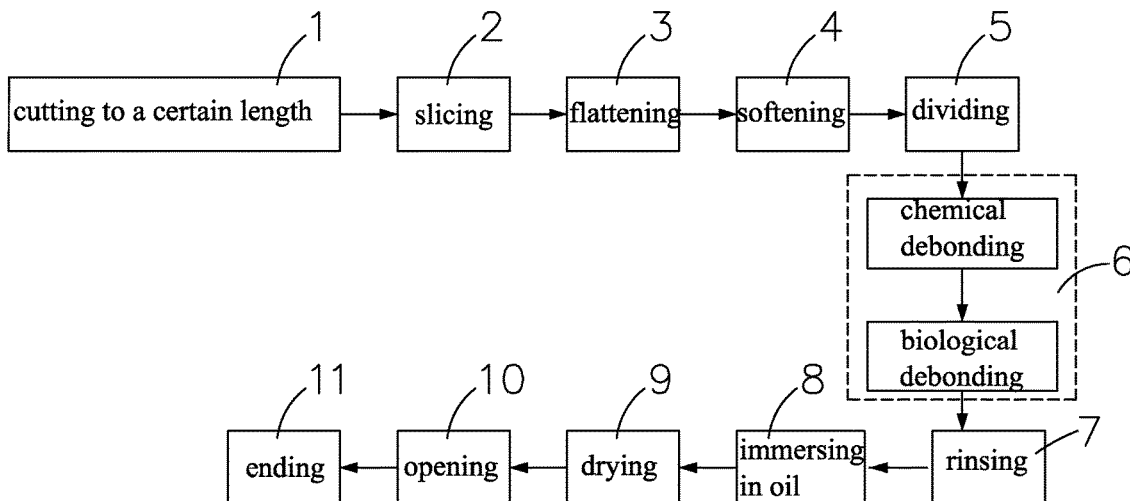 1
2
3
4
5
cutting to a certain length
slicing
flattening
softening
dividing
chemical
debonding
6
biological
debonding
11
10
9
8
7
ending
opening
drying
immersing
in oil
rinsing